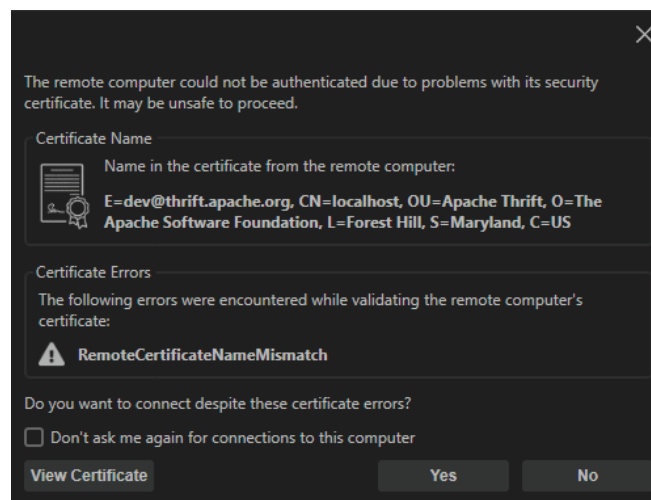 The remote computer could not be authenticated due to problems with its security
certificate. It may be unsafe to proceed.
Certificate Name
Name in the certificate from the remote computer:
E=dev@thrift.apache.org, CN=localhost, OU=Apache Thrift, O=The
Apache Software Foundation, L=Forest Hill, S=Maryland, C=US
Certificate Errors
The following errors were encountered while validating the remote computer's
certificate:
RemoteCertificateNameMismatch
Do you want to connect despite these certificate errors?
Don't ask me again for connections to this computer
View Certificate Yes No